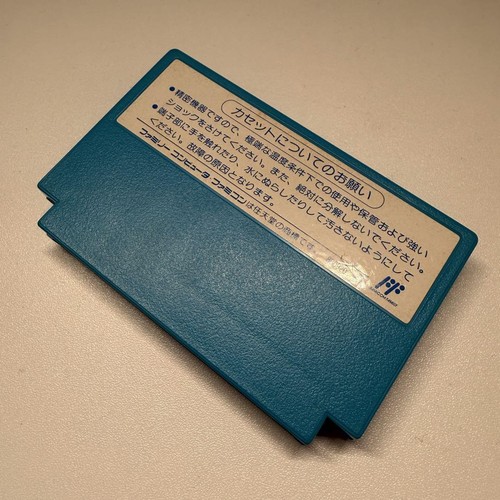 カセットについてのお願い
●精密機器ですので、極端な温度条件下での使用や保管および強い
ショックをさけてください。また、絶対に分解しないでください。
●端子部に手を触れたり、水にぬらしたりして汚さないようにして
ください。故障の原因となります。
ファミリーコンピュータ・ファミコンは任天堂の商標です。